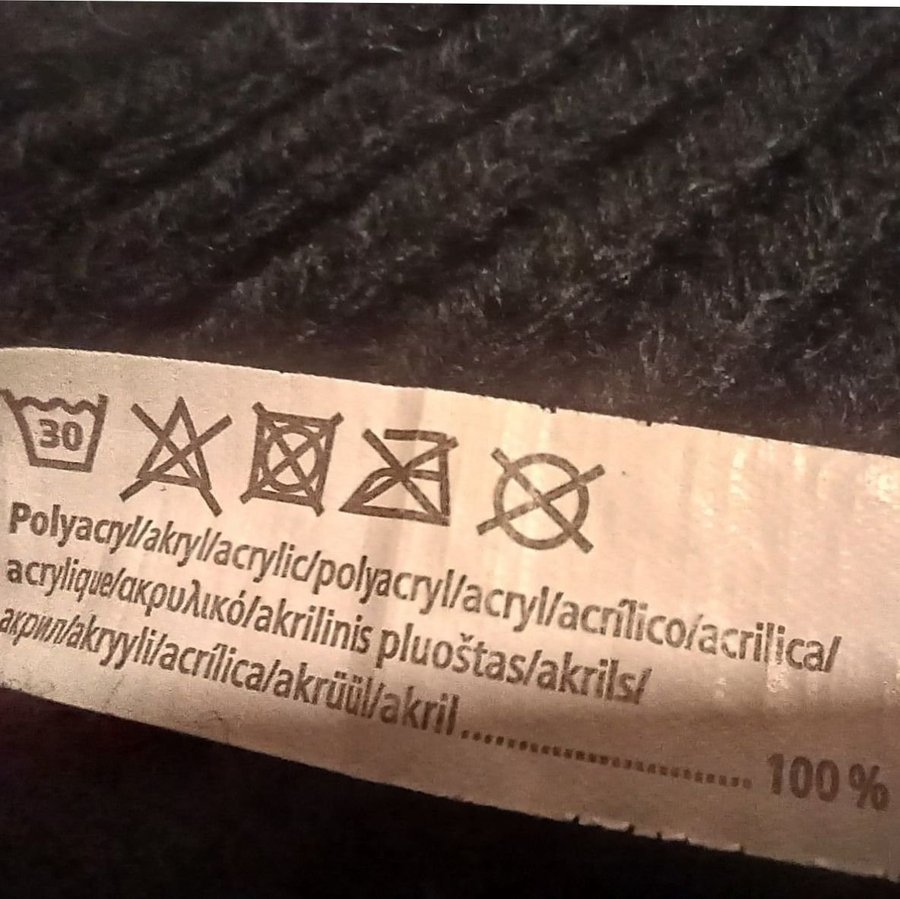 30
Polyacryl/akryl/acrylic/polyacryl/acryl/acrílico/acrilica/
acrylique/ακρυλικό/akrilinis pluoštas/akrils/
акрил/akryyli/acrílica/akrüül/akril........................... 100 %